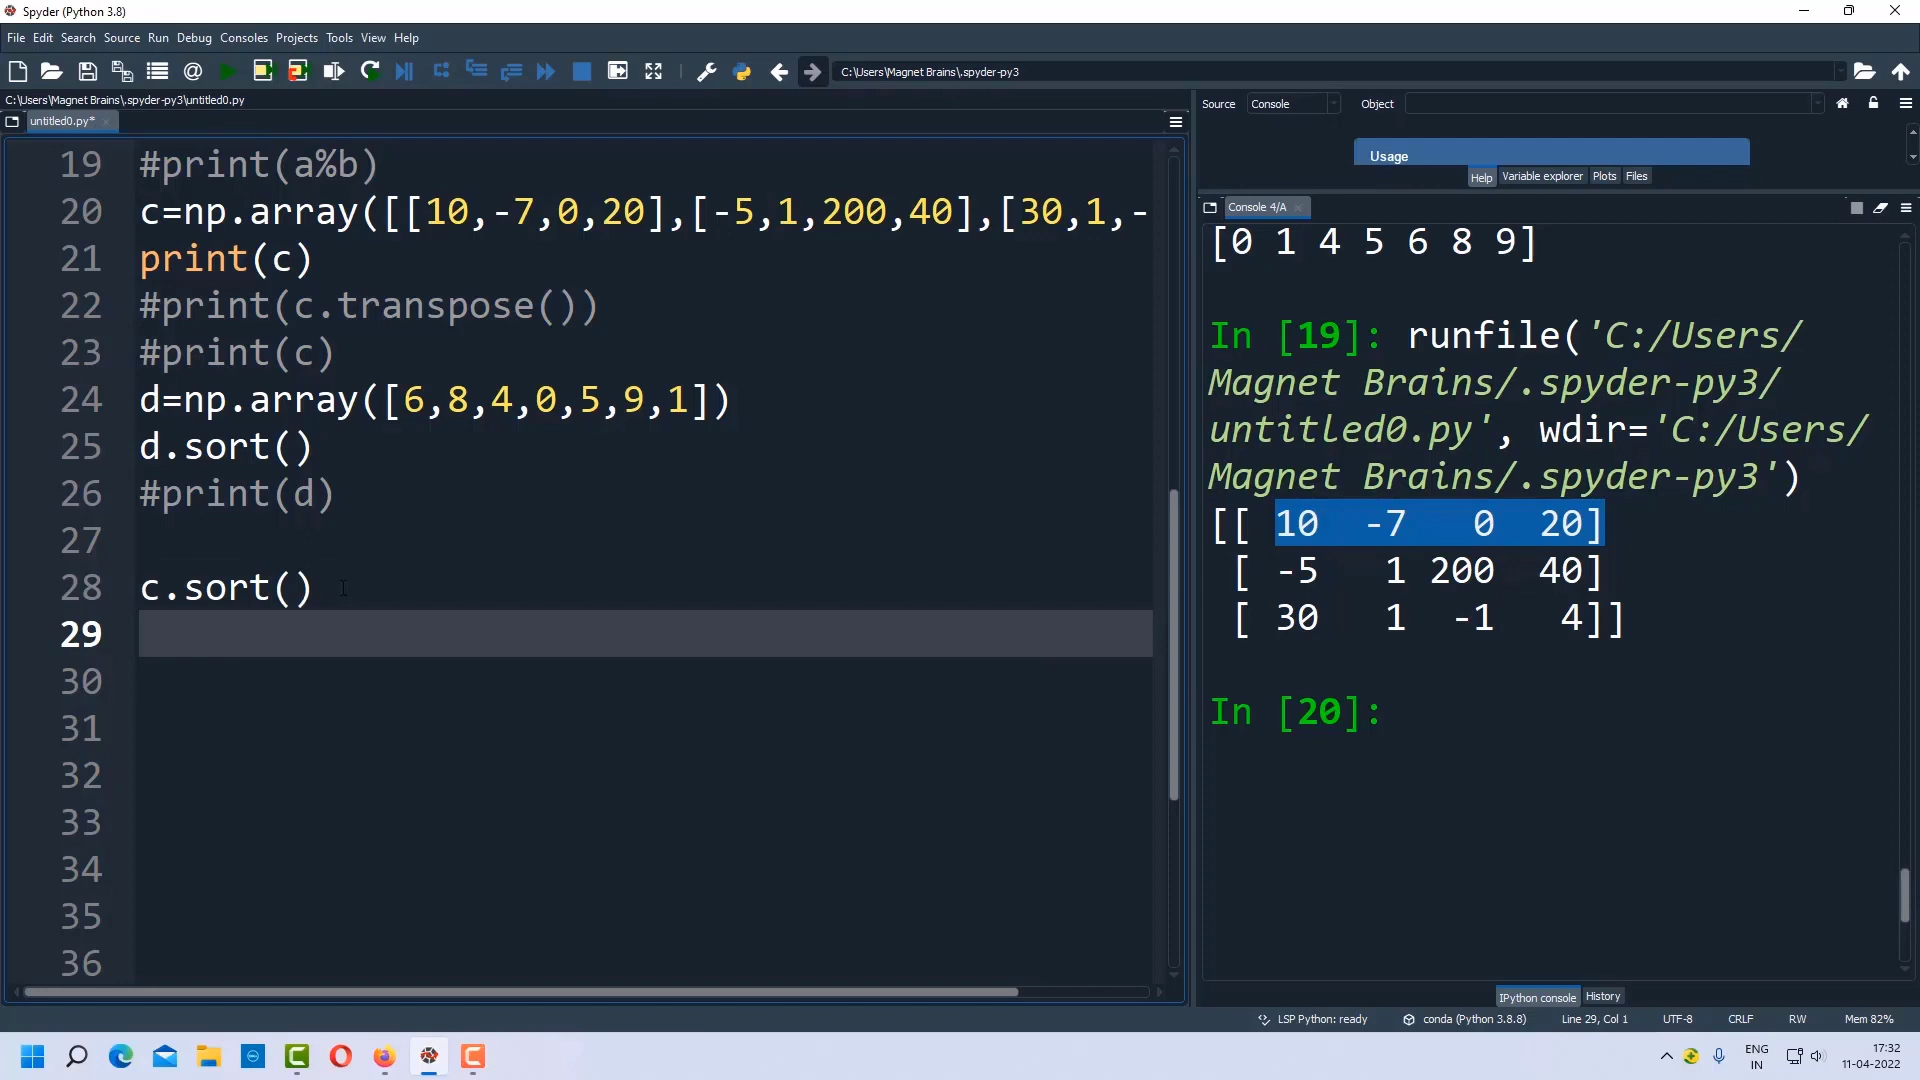 Spyder (Python 3.8)
File Edit Search Source Run Debug Consoles Projects Tools View Help
C:\Users\Magnet Brains\.spyder-py3
C:\Users\Magnet Brains\.spyder-py3\untitled0.py
untitled0.py*
19 #print(a%b)
20 c=np.array([[10,-7,0,20],[-5,1,200,40],[30,1,-
21 print(c)
22 #print(c.transpose())
23 #print(c)
24 d=np.array([6,8,4,0,5,9,1])
25 d.sort()
26 #print(d)
27
28 c.sort()
29
30
31
32
33
34
35
36
Source Console Object
Usage
Help Variable explorer Plots Files
Console 4/A
[0 1 4 5 6 8 9]
In [19]: runfile('C:/Users/
Magnet Brains/.spyder-py3/
untitled0.py', wdir='C:/Users/
Magnet Brains/.spyder-py3')
[[ 10 -7 0 20]
[ -5 1 200 40]
[ 30 1 -1 4]]
In [20]:
IPython console History
LSP Python: ready conda (Python 3.8.8) Line 29, Col 1 UTF-8 CRLF RW Mem 82%
ENG
IN
17:32
11-04-2022